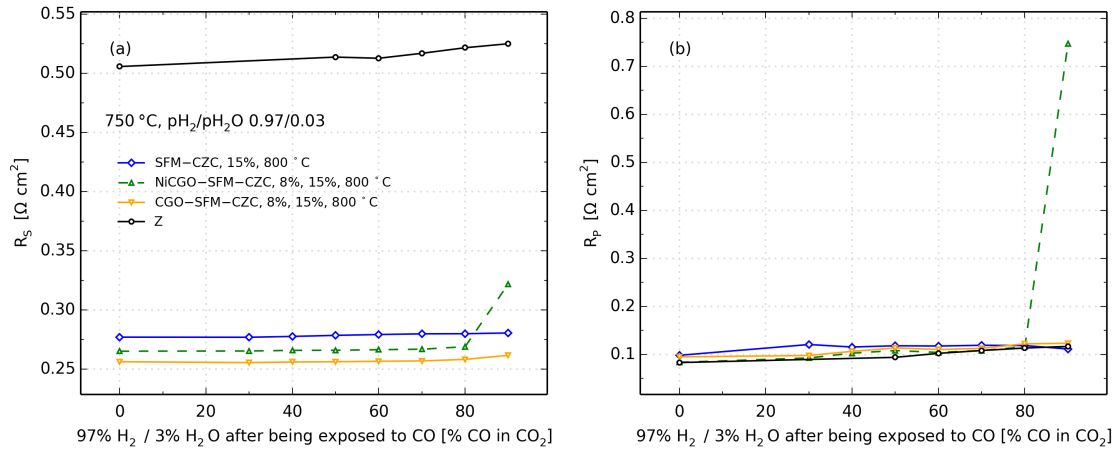 (a)
750 °C, pH₂/pH₂O 0.97/0.03
SFM−CZC, 15%, 800 °C
NiCGO−SFM−CZC, 8%, 15%, 800 °C
CGO−SFM−CZC, 8%, 15%, 800 °C
Z
R_S [Ω cm²]
0.55
0.50
0.45
0.40
0.35
0.30
0.25
0
20
40
60
80
97% H₂ / 3% H₂O after being exposed to CO [% CO in CO₂]
(b)
R_P [Ω cm²]
0.8
0.7
0.6
0.5
0.4
0.3
0.2
0.1
0
20
40
60
80
97% H₂ / 3% H₂O after being exposed to CO [% CO in CO₂]